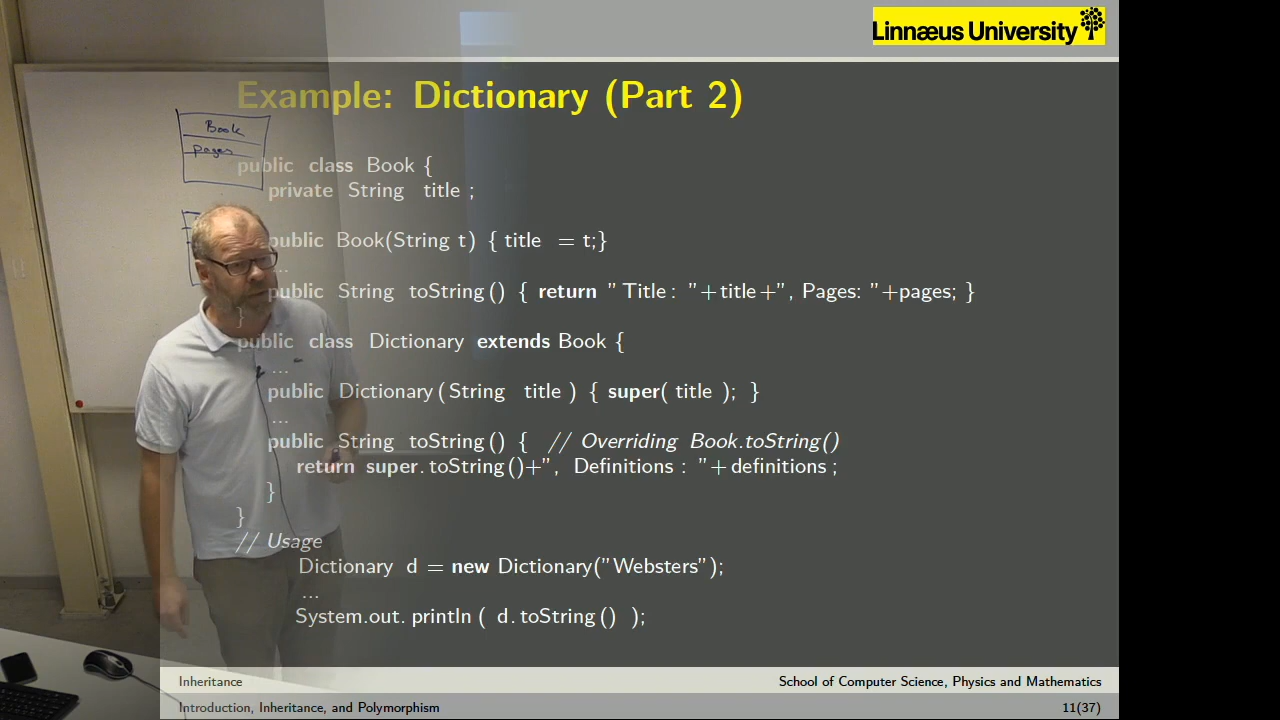 Linnæus University
Example: Dictionary (Part 2)
Book
pages
public class Book {
private String title ;
public Book(String t) { title = t;}
...
public String toString() { return " Title : "+title+", Pages: "+pages; }
}
public class Dictionary extends Book {
...
public Dictionary(String title ) { super( title ); }
...
public String toString() { // Overriding Book.toString()
return super. toString()+", Definitions : "+definitions ;
}
}
// Usage
Dictionary d = new Dictionary("Websters");
...
System.out. println ( d.toString() );
Inheritance
School of Computer Science, Physics and Mathematics
Introduction, Inheritance, and Polymorphism
11(37)